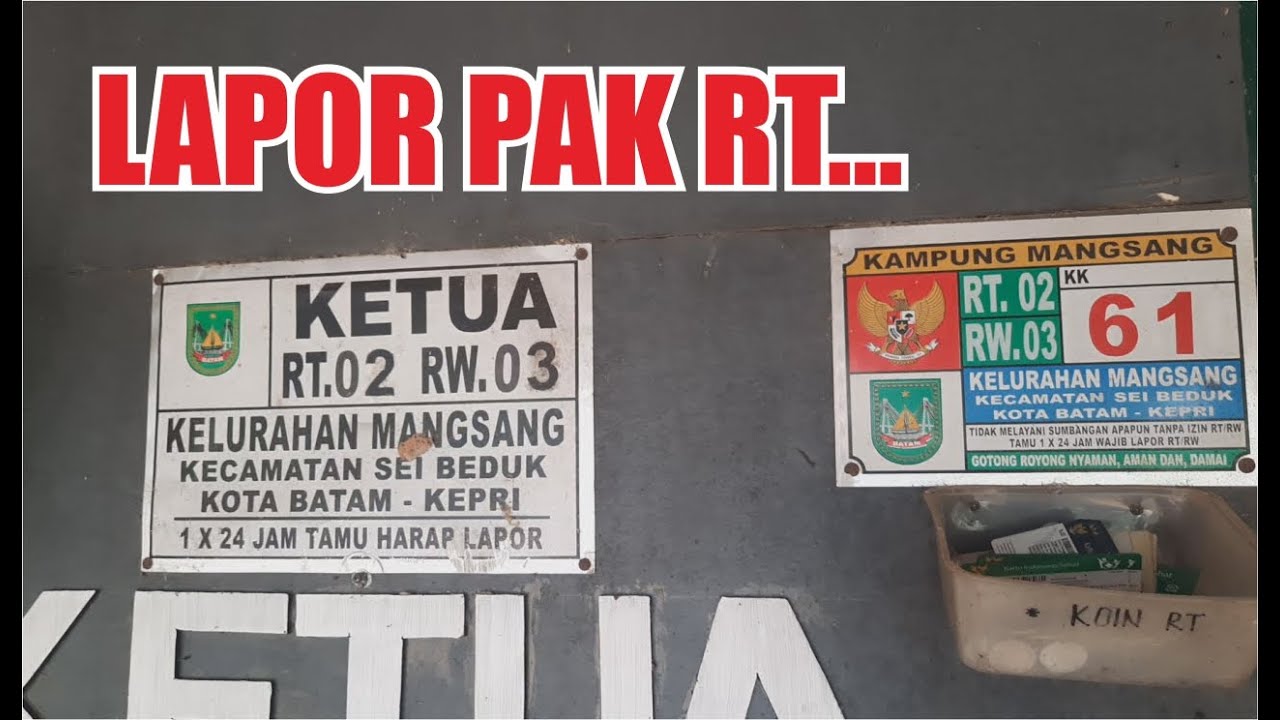 LAPOR PAK RT...
KETUA
RT.02 RW.03
KELURAHAN MANGSANG
KECAMATAN SEI BEDUK
KOTA BATAM - KEPRI
1 X 24 JAM TAMU HARAP LAPOR
KAMPUNG MANGSANG
RT. 02
RW.03
KK
61
KELURAHAN MANGSANG
KECAMATAN SEI BEDUK
KOTA BATAM - KEPRI
BATAM
TIDAK MELAYANI SUMBANGAN APAPUN TANPA IZIN RT/RW
TAMU 1 X 24 JAM WAJIB LAPOR RT/RW
GOTONG ROYONG NYAMAN, AMAN DAN, DAMAI
* KOIN RT
KETUA